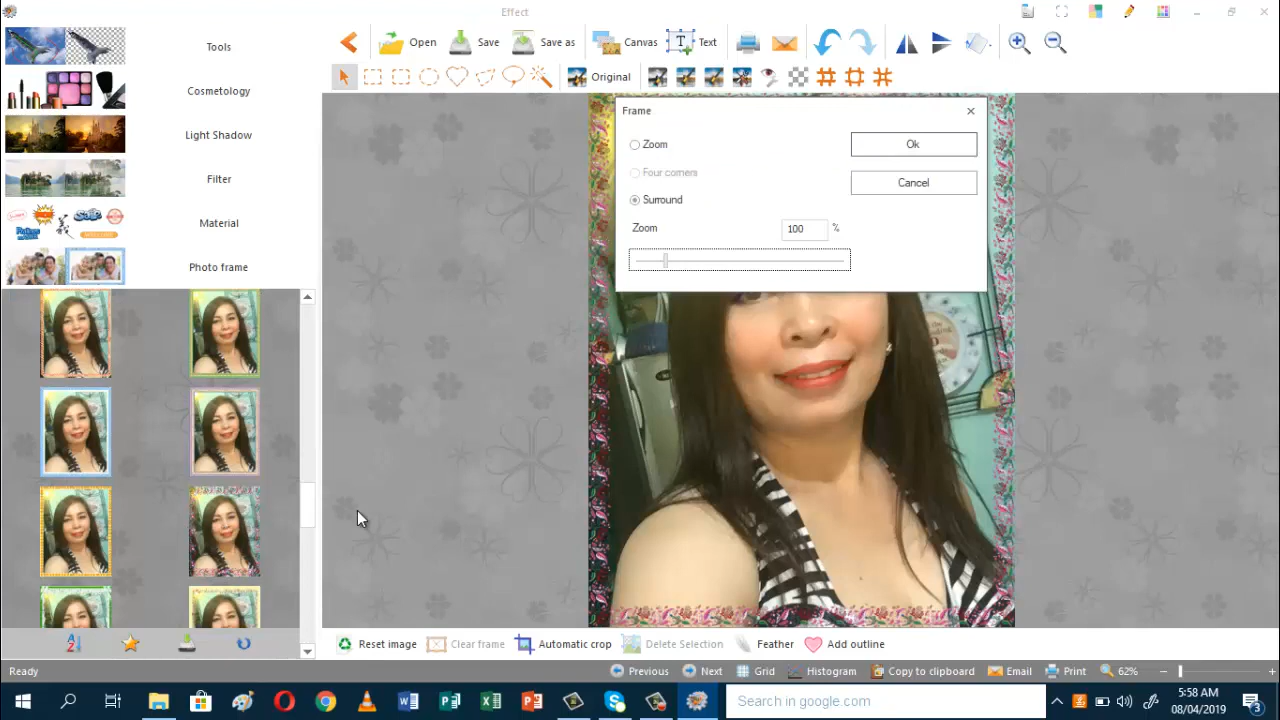 Effect
Tools
Cosmetology
Light Shadow
Filter
Material
Photo frame
Open
Save
Save as
Canvas
T
Text
Original
Frame
Zoom
Four corners
Surround
Zoom
100 %
Ok
Cancel
Reset image
Clear frame
Automatic crop
Delete Selection
Feather
Add outline
Ready
Previous
Next
Grid
Histogram
Copy to clipboard
Email
Print
62%
Search in google.com
5:58 AM
08/04/2019
3